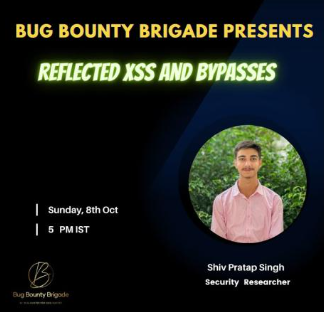 BUG BOUNTY BRIGADE PRESENTS
REFLECTED XSS AND BYPASSES
Sunday, 8th Oct
5 PM IST
Shiv Pratap Singh
Security Researcher
Bug Bounty Brigade